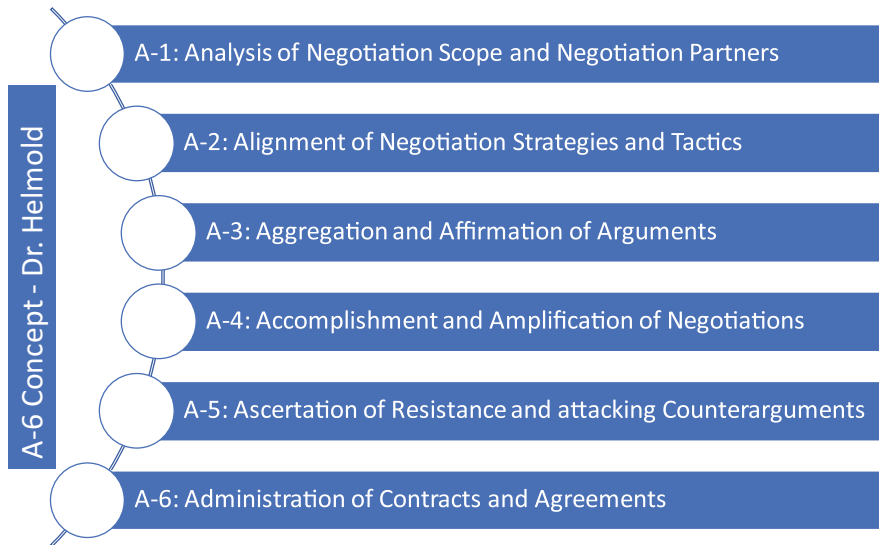 A-6 Concept - Dr. Helmold
A-1: Analysis of Negotiation Scope and Negotiation Partners
A-2: Alignment of Negotiation Strategies and Tactics
A-3: Aggregation and Affirmation of Arguments
A-4: Accomplishment and Amplification of Negotiations
A-5: Ascertation of Resistance and attacking Counterarguments
A-6: Administration of Contracts and Agreements